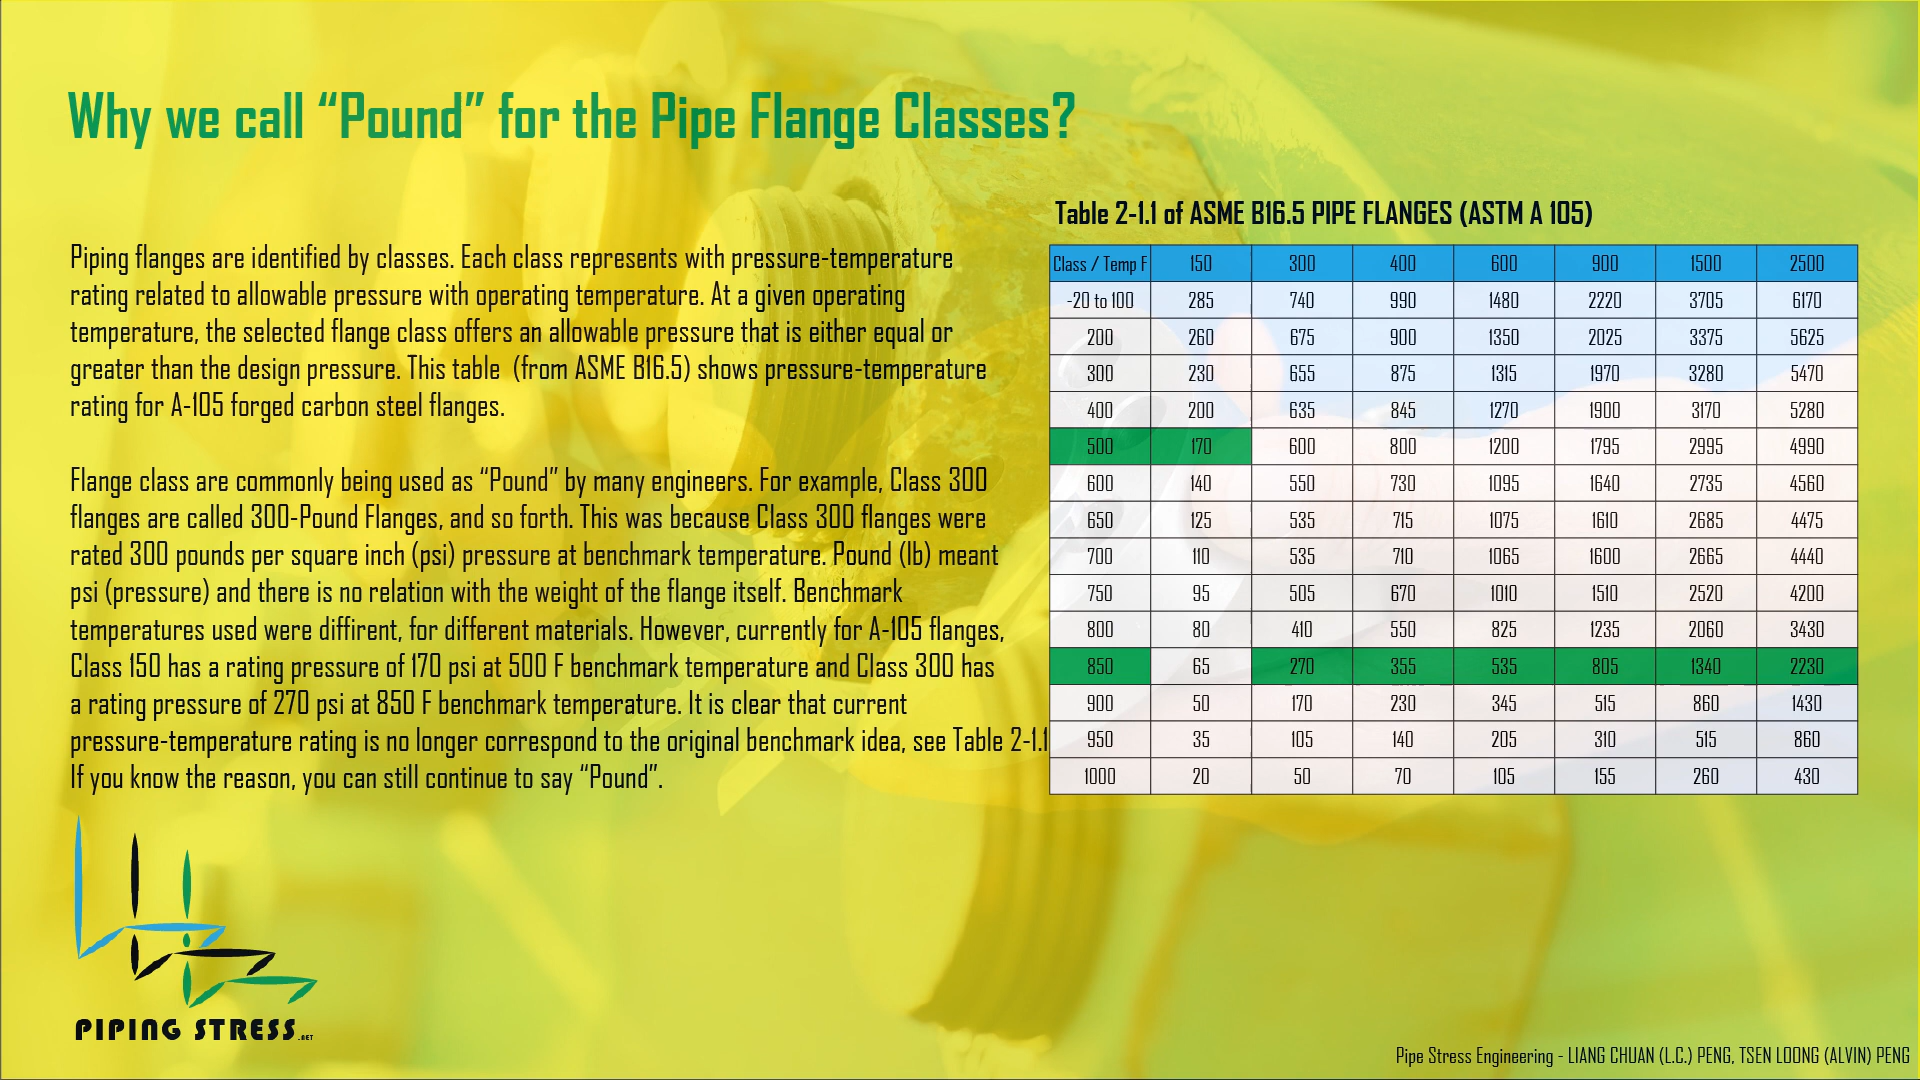 Why we call “Pound” for the Pipe Flange Classes?
Piping flanges are identified by classes. Each class represents with pressure-temperature
rating related to allowable pressure with operating temperature. At a given operating
temperature, the selected flange class offers an allowable pressure that is either equal or
greater than the design pressure. This table (from ASME B16.5) shows pressure-temperature
rating for A-105 forged carbon steel flanges.
Flange class are commonly being used as “Pound” by many engineers. For example, Class 300
flanges are called 300-Pound Flanges, and so forth. This was because Class 300 flanges were
rated 300 pounds per square inch (psi) pressure at benchmark temperature. Pound (lb) meant
psi (pressure) and there is no relation with the weight of the flange itself. Benchmark
temperatures used were diffirent, for different materials. However, currently for A-105 flanges,
Class 150 has a rating pressure of 170 psi at 500 F benchmark temperature and Class 300 has
a rating pressure of 270 psi at 850 F benchmark temperature. It is clear that current
pressure-temperature rating is no longer correspond to the original benchmark idea, see Table 2-1.1
If you know the reason, you can still continue to say “Pound”.
Table 2-1.1 of ASME B16.5 PIPE FLANGES (ASTM A 105)
Class / Temp F 150 300 400 600 900 1500 2500
-20 to 100 285 740 990 1480 2220 3705 6170
200 260 675 900 1350 2025 3375 5625
300 230 655 875 1315 1970 3280 5470
400 200 635 845 1270 1900 3170 5280
500 170 600 800 1200 1795 2995 4990
600 140 550 730 1095 1640 2735 4560
650 125 535 715 1075 1610 2685 4475
700 110 535 710 1065 1600 2665 4440
750 95 505 670 1010 1510 2520 4200
800 80 410 550 825 1235 2060 3430
850 65 270 355 535 805 1340 2230
900 50 170 230 345 515 860 1430
950 35 105 140 205 310 515 860
1000 20 50 70 105 155 260 430
PIPING STRESS.NET
Pipe Stress Engineering - LIANG CHUAN (L.C.) PENG, TSEN LOONG (ALVIN) PENG